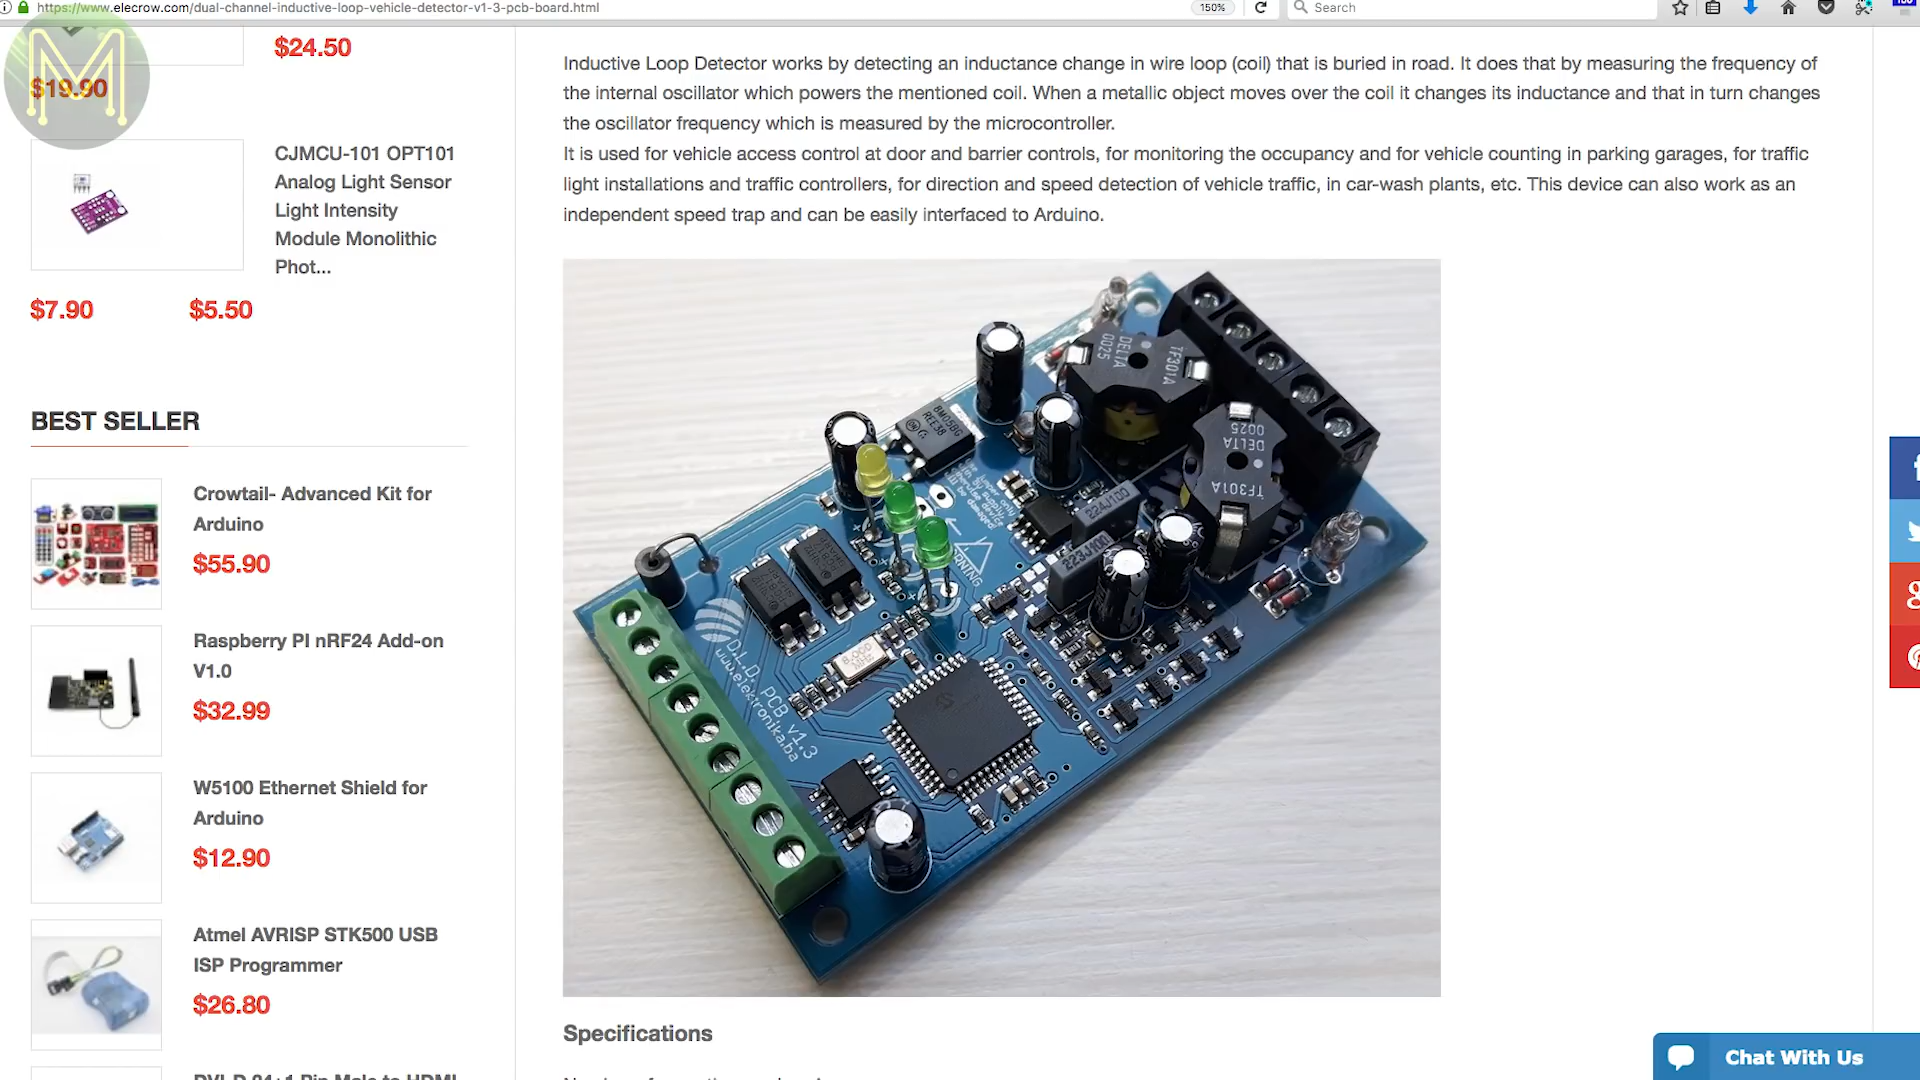 https://www.elecrow.com/dual-channel-inductive-loop-vehicle-detector-v1-3-pcb-board.html
150%
Search
$24.50
$19.90
CJMCU-101 OPT101
Analog Light Sensor
Light Intensity
Module Monolithic
Phot...
$7.90
$5.50
BEST SELLER
Crowtail- Advanced Kit for
Arduino
$55.90
Raspberry PI nRF24 Add-on
V1.0
$32.99
W5100 Ethernet Shield for
Arduino
$12.90
Atmel AVRISP STK500 USB
ISP Programmer
$26.80
Inductive Loop Detector works by detecting an inductance change in wire loop (coil) that is buried in road. It does that by measuring the frequency of
the internal oscillator which powers the mentioned coil. When a metallic object moves over the coil it changes its inductance and that in turn changes
the oscillator frequency which is measured by the microcontroller.
It is used for vehicle access control at door and barrier controls, for monitoring the occupancy and for vehicle counting in parking garages, for traffic
light installations and traffic controllers, for direction and speed detection of vehicle traffic, in car-wash plants, etc. This device can also work as an
independent speed trap and can be easily interfaced to Arduino.
DELTA
0025
TF301A
DELTA
0025
TF301A
8M05BG
REE38
22AJ100
223J100
8.000
MHz
D.L.D. PCB v1.3
www.elektronika.ba
Specifications
Chat With Us